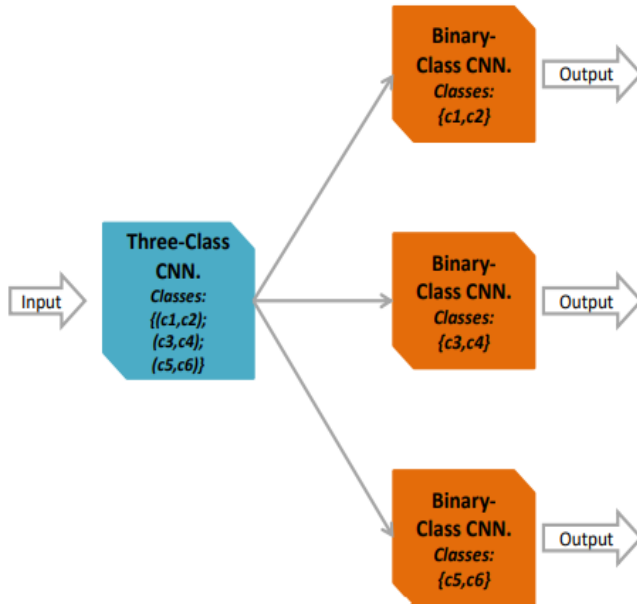 Binary-
Class CNN.
Classes:
{c1,c2}
Output
Three-Class
CNN.
Classes:
{(c1,c2);
(c3,c4);
(c5,c6)}
Input
Binary-
Class CNN.
Classes:
{c3,c4}
Output
Binary-
Class CNN.
Classes:
{c5,c6}
Output